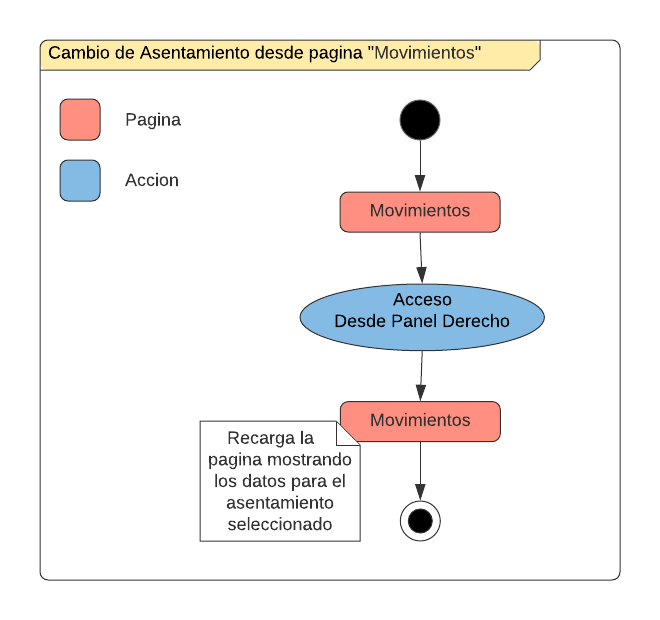 Cambio de Asentamiento desde pagina "Movimientos"
Pagina
Accion
Movimientos
Acceso
Desde Panel Derecho
Movimientos
Recarga la
pagina mostrando
los datos para el
asentamiento
seleccionado